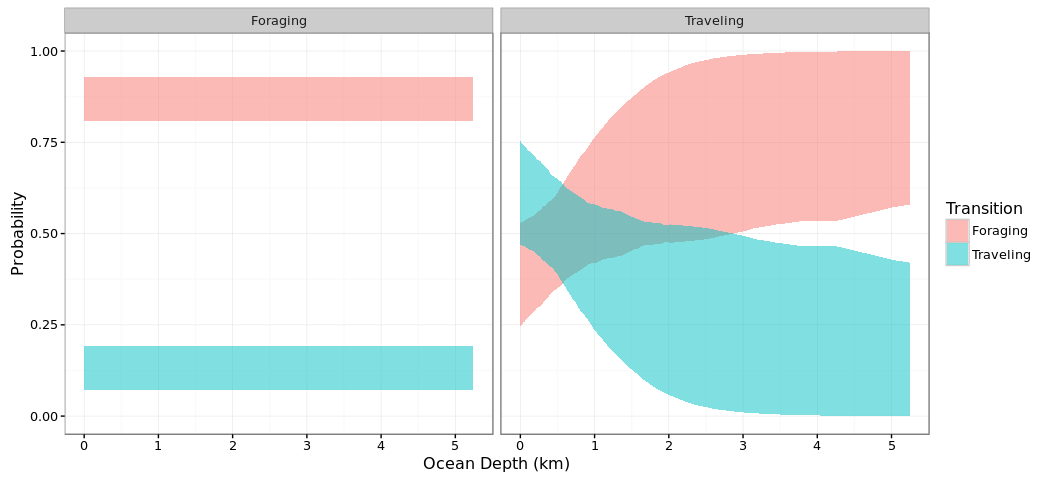 Foraging
Traveling
1.00
0.75
0.50
0.25
0.00
Probability
0 1 2 3 4 5
0 1 2 3 4 5
Ocean Depth (km)
Transition
Foraging
Traveling